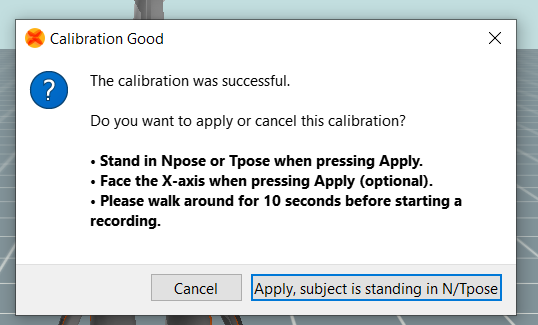 Calibration Good
The calibration was successful.
Do you want to apply or cancel this calibration?
• Stand in Npose or Tpose when pressing Apply.
• Face the X-axis when pressing Apply (optional).
• Please walk around for 10 seconds before starting a
recording.
Cancel
Apply, subject is standing in N/Tpose